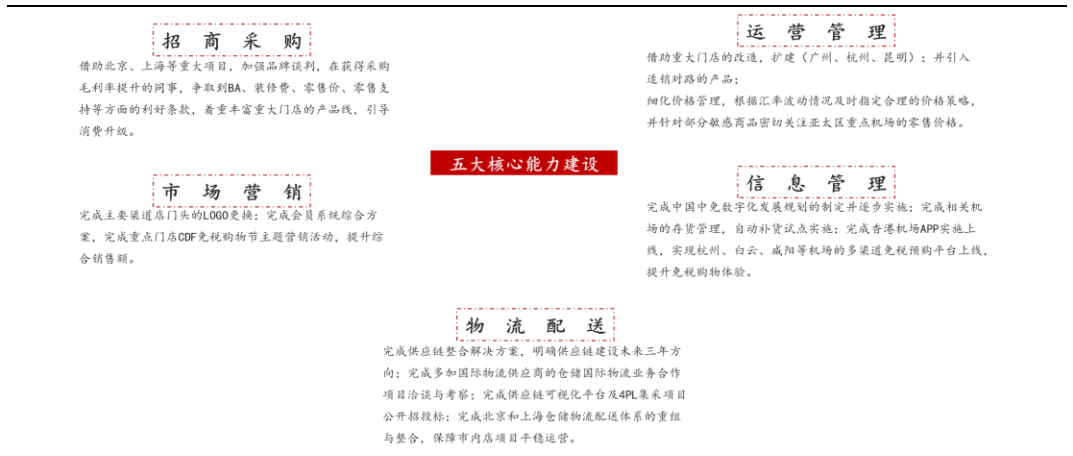 招商采购
借助北京、上海等重大项目，加强品牌谈判，在获得采购
毛利率提升的同事，争取到BA、装修费、零售价、零售支
持等方面的利好条款，着重丰富重大门店的产品线，引导
消费升级。
运营管理
借助重大门店的改造，扩建（广州、杭州、昆明）；并引入
适销对路的产品；
细化价格管理，根据汇率波动情况及时指定合理的价格策略，
并针对部分敏感商品密切关注亚太区重点机场的零售价格。
五大核心能力建设
市场营销
完成主要渠道店门头的LOGO更换；完成会员系统综合方
案，完成重点门店CDF免税购物节主题营销活动，提升综
合销售额。
信息管理
完成中国中免数字化发展规划的制定并逐步实施；完成相关机
场的存货管理，自动补货试点实施；完成香港机场APP实施上
线，实现杭州、白云、咸阳等机场的多渠道免税预购平台上线，
提升免税购物体验。
物流配送
完成供应链整合解决方案，明确供应链建设未来三年方
向；完成多加国际物流供应商的仓储国际物流业务合作
项目洽谈与考察；完成供应链可视化平台及4PL集采项目
公开招投标；完成北京和上海仓储物流配送体系的重组
与整合，保障市内店项目平稳运营。